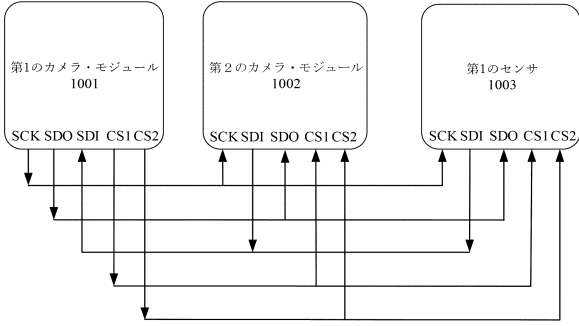 第1のカメラ・モジュール
1001
第２のカメラ・モジュール
1002
第1のセンサ
1003
SCK SDO SDI CS1 CS2
SCK SDI SDO CS1 CS2
SCK SDI SDO CS1 CS2